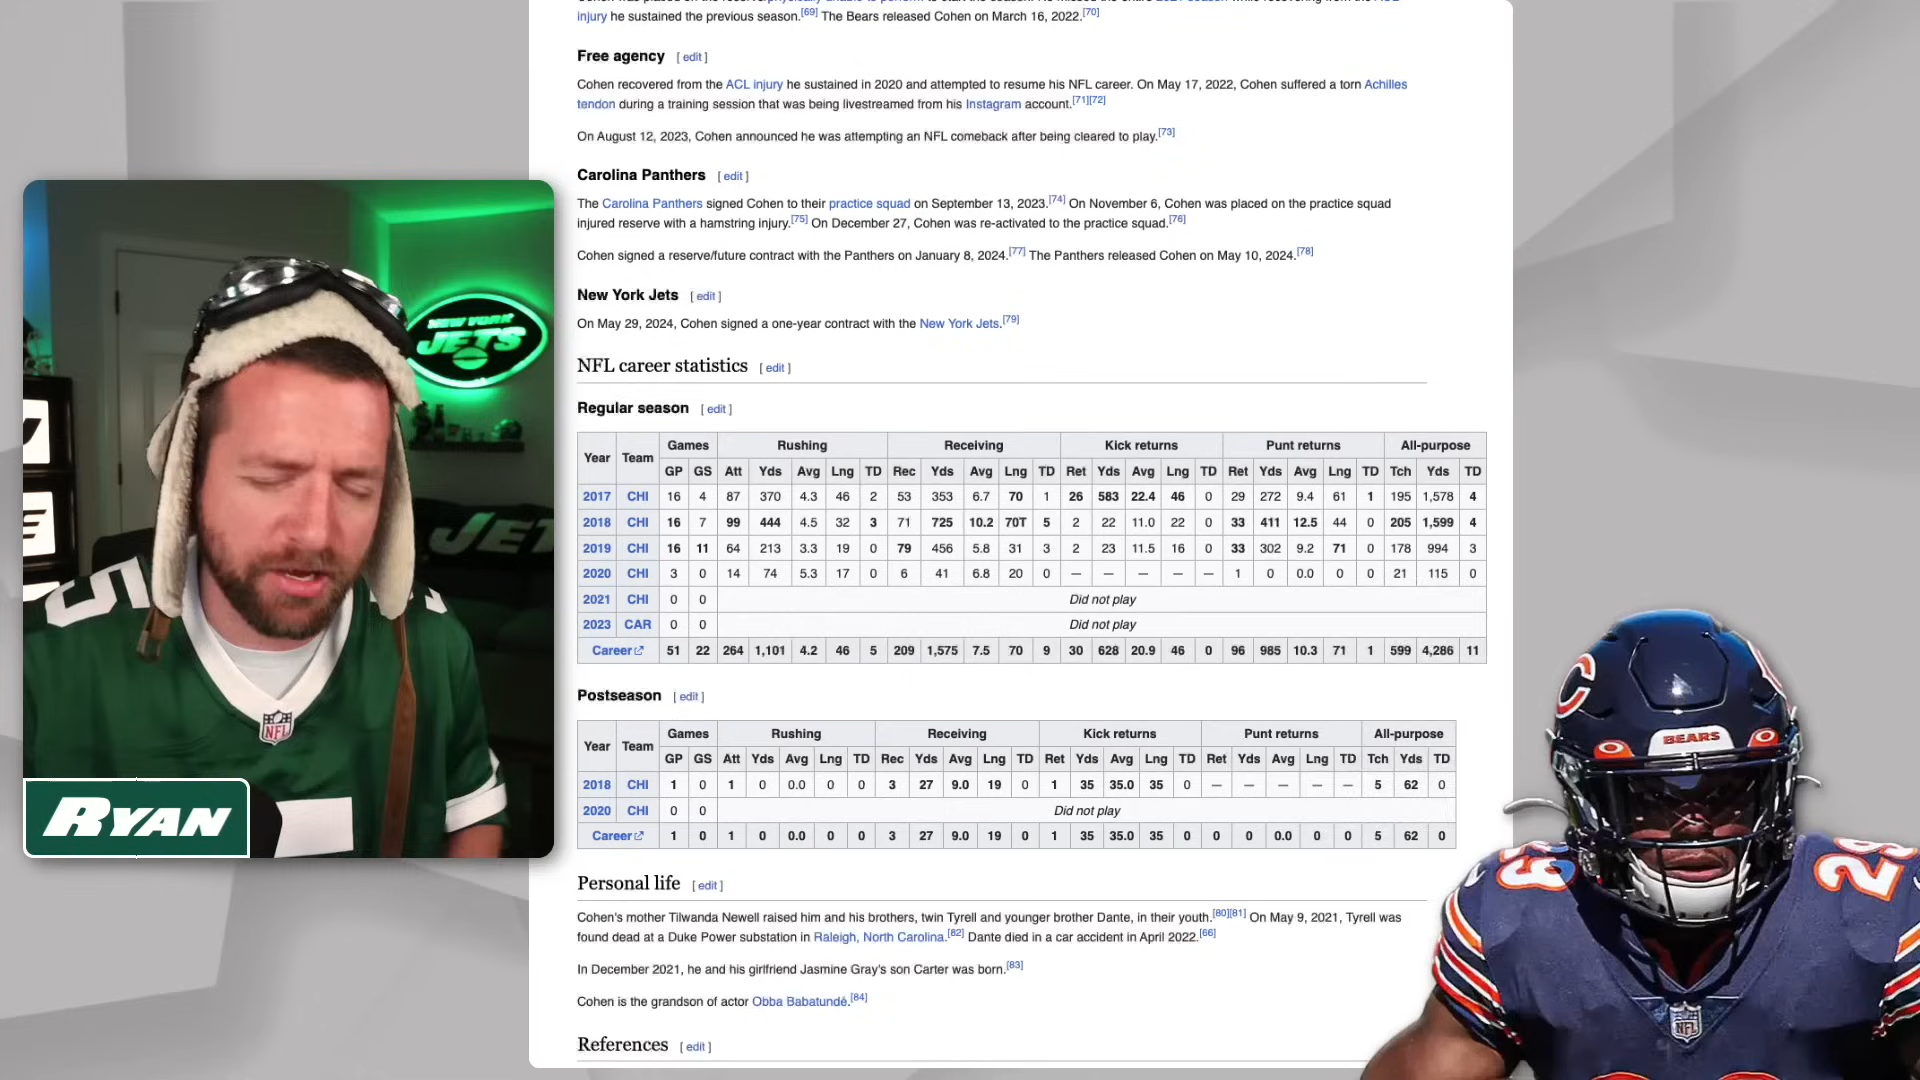 injury he sustained the previous season.[69] The Bears released Cohen on March 16, 2022.[70]
Free agency [ edit ]
Cohen recovered from the ACL injury he sustained in 2020 and attempted to resume his NFL career. On May 17, 2022, Cohen suffered a torn Achilles
tendon during a training session that was being livestreamed from his Instagram account.[71][72]
On August 12, 2023, Cohen announced he was attempting an NFL comeback after being cleared to play.[73]
Carolina Panthers [ edit ]
The Carolina Panthers signed Cohen to their practice squad on September 13, 2023.[74] On November 6, Cohen was placed on the practice squad
injured reserve with a hamstring injury.[75] On December 27, Cohen was re-activated to the practice squad.[76]
Cohen signed a reserve/future contract with the Panthers on January 8, 2024.[77] The Panthers released Cohen on May 10, 2024.[78]
New York Jets [ edit ]
On May 29, 2024, Cohen signed a one-year contract with the New York Jets.[79]
NFL career statistics [ edit ]
Regular season [ edit ]
Year Team Games Rushing Receiving Kick returns Punt returns All-purpose
GP GS Att Yds Avg Lng TD Rec Yds Avg Lng TD Ret Yds Avg Lng TD Ret Yds Avg Lng TD Tch Yds TD
2017 CHI 16 4 87 370 4.3 46 2 53 353 6.7 70 1 26 583 22.4 46 0 29 272 9.4 61 1 195 1,578 4
2018 CHI 16 7 99 444 4.5 32 3 71 725 10.2 70T 5 2 22 11.0 22 0 33 411 12.5 44 0 205 1,599 4
2019 CHI 16 11 64 213 3.3 19 0 79 456 5.8 31 3 2 23 11.5 16 0 33 302 9.2 71 0 178 994 3
2020 CHI 3 0 14 74 5.3 17 0 6 41 6.8 20 0 — — — — — 1 0 0.0 0 0 21 115 0
2021 CHI 0 0 Did not play
2023 CAR 0 0 Did not play
Career 51 22 264 1,101 4.2 46 5 209 1,575 7.5 70 9 30 628 20.9 46 0 96 985 10.3 71 1 599 4,286 11
Postseason [ edit ]
Year Team Games Rushing Receiving Kick returns Punt returns All-purpose
GP GS Att Yds Avg Lng TD Rec Yds Avg Lng TD Ret Yds Avg Lng TD Ret Yds Avg Lng TD Tch Yds TD
2018 CHI 1 0 1 0 0.0 0 0 3 27 9.0 19 0 1 35 35.0 35 0 — — — — — 5 62 0
2020 CHI 0 0 Did not play
Career 1 0 1 0 0.0 0 0 3 27 9.0 19 0 1 35 35.0 35 0 0 0 0.0 0 0 5 62 0
Personal life [ edit ]
Cohen's mother Tilwanda Newell raised him and his brothers, twin Tyrell and younger brother Dante, in their youth.[80][81] On May 9, 2021, Tyrell was
found dead at a Duke Power substation in Raleigh, North Carolina.[82] Dante died in a car accident in April 2022.[66]
In December 2021, he and his girlfriend Jasmine Gray's son Carter was born.[83]
Cohen is the grandson of actor Obba Babatundé.[84]
References [ edit ]
NEW YORK
JETS
JET
5
NFL
RYAN
BEARS
29
NFL